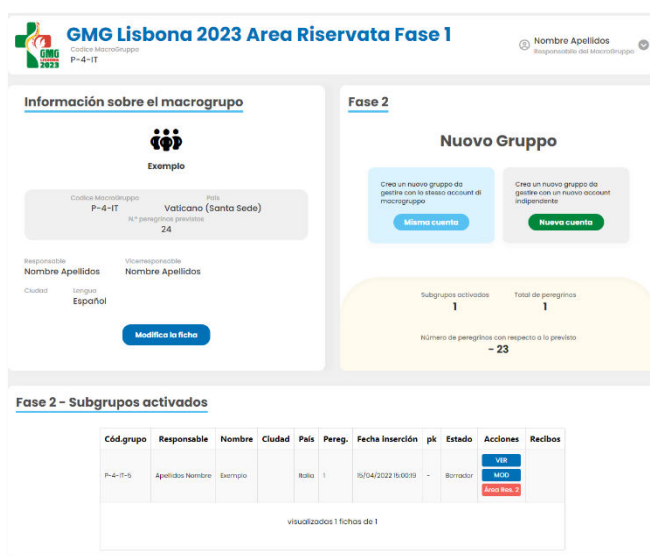 GMG Lisbona 2023 Area Riservata Fase 1
Codice MacroGruppo
P-4-IT
GMG
LISBONA
2023
Nombre Apellidos
Responsabile del MacroGruppo
Información sobre el macrogrupo
Exemplo
Codice MacroGruppo
País
P-4-IT
Vaticano (Santa Sede)
N.º peregrinos previstos
24
Responsable
Vicerresponsable
Nombre Apellidos
Nombre Apellidos
Ciudad
Lengua
Español
Modifica la ficha
Fase 2
Nuovo Gruppo
Crea un nuovo gruppo da
gestire con lo stesso account di
macrogruppo
Misma cuenta
Crea un nuovo gruppo da
gestire con un nuovo account
indipendente
Nueva cuenta
Subgrupos activados
Total de peregrinos
1
1
Número de peregrinos con respecto a lo previsto
- 23
Fase 2 - Subgrupos activados
Cód.grupo Responsable Nombre Ciudad País Pereg. Fecha inserción pk Estado Acciones Recibos
P-4-IT-5 Apellidos Nombre Exemplo Italia 1 15/04/2022 15:00:19 - Borrador
VER
MOD
Área Res. 2
visualizados 1 fichas de 1